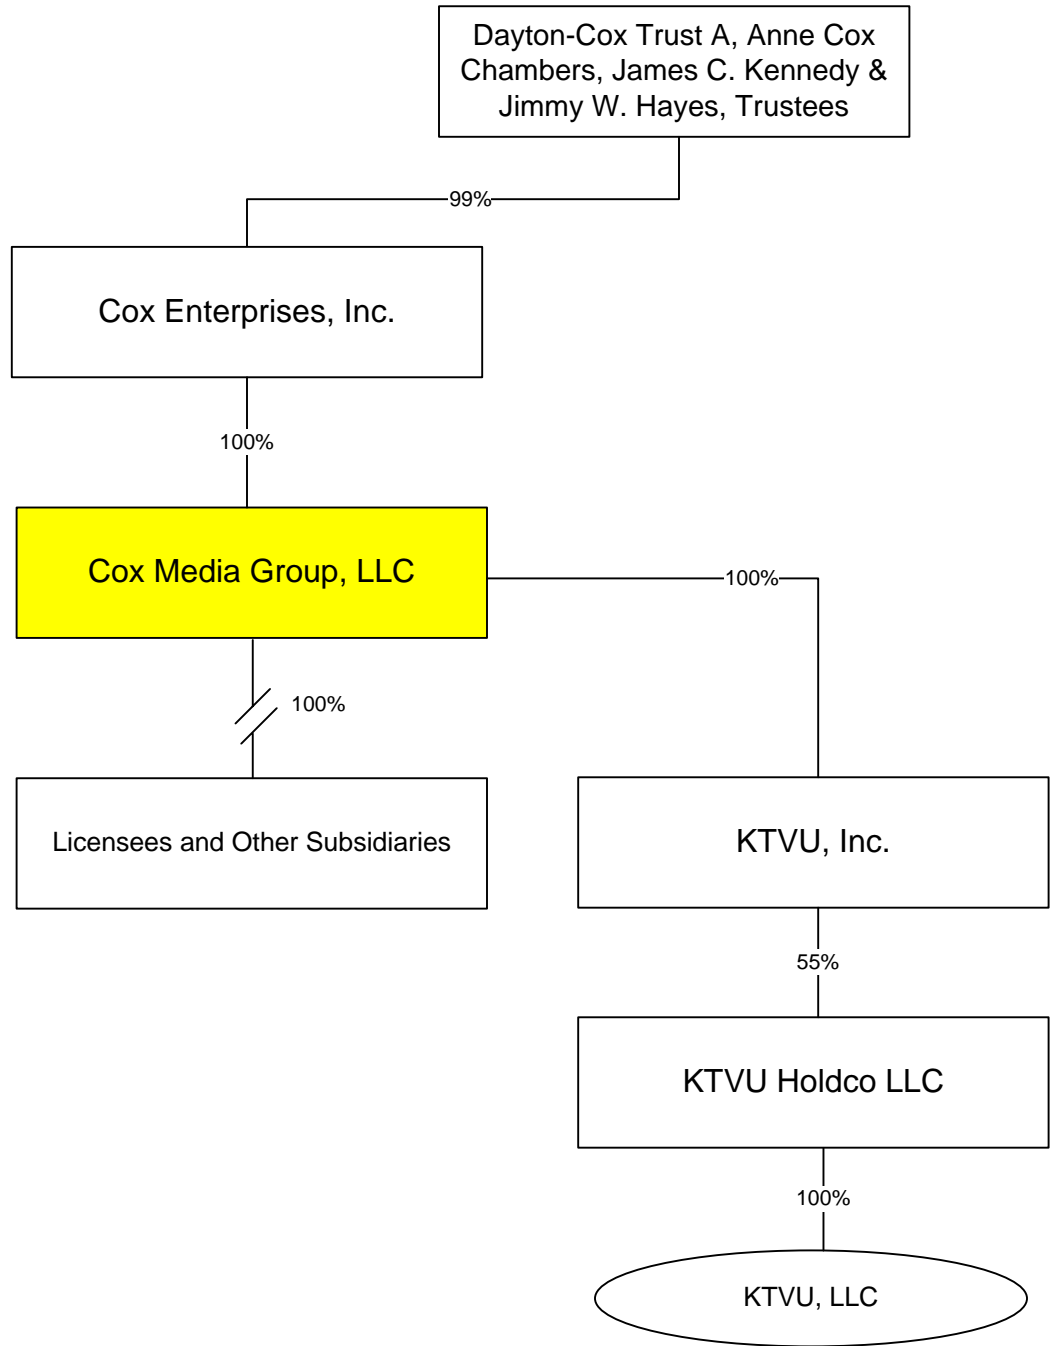 Dayton-Cox Trust A, Anne Cox
Chambers, James C. Kennedy &
Jimmy W. Hayes, Trustees
99%
Cox Enterprises, Inc.
100%
Cox Media Group, LLC
100%
100%
Licensees and Other Subsidiaries
KTVU, Inc.
55%
KTVU Holdco LLC
100%
KTVU, LLC